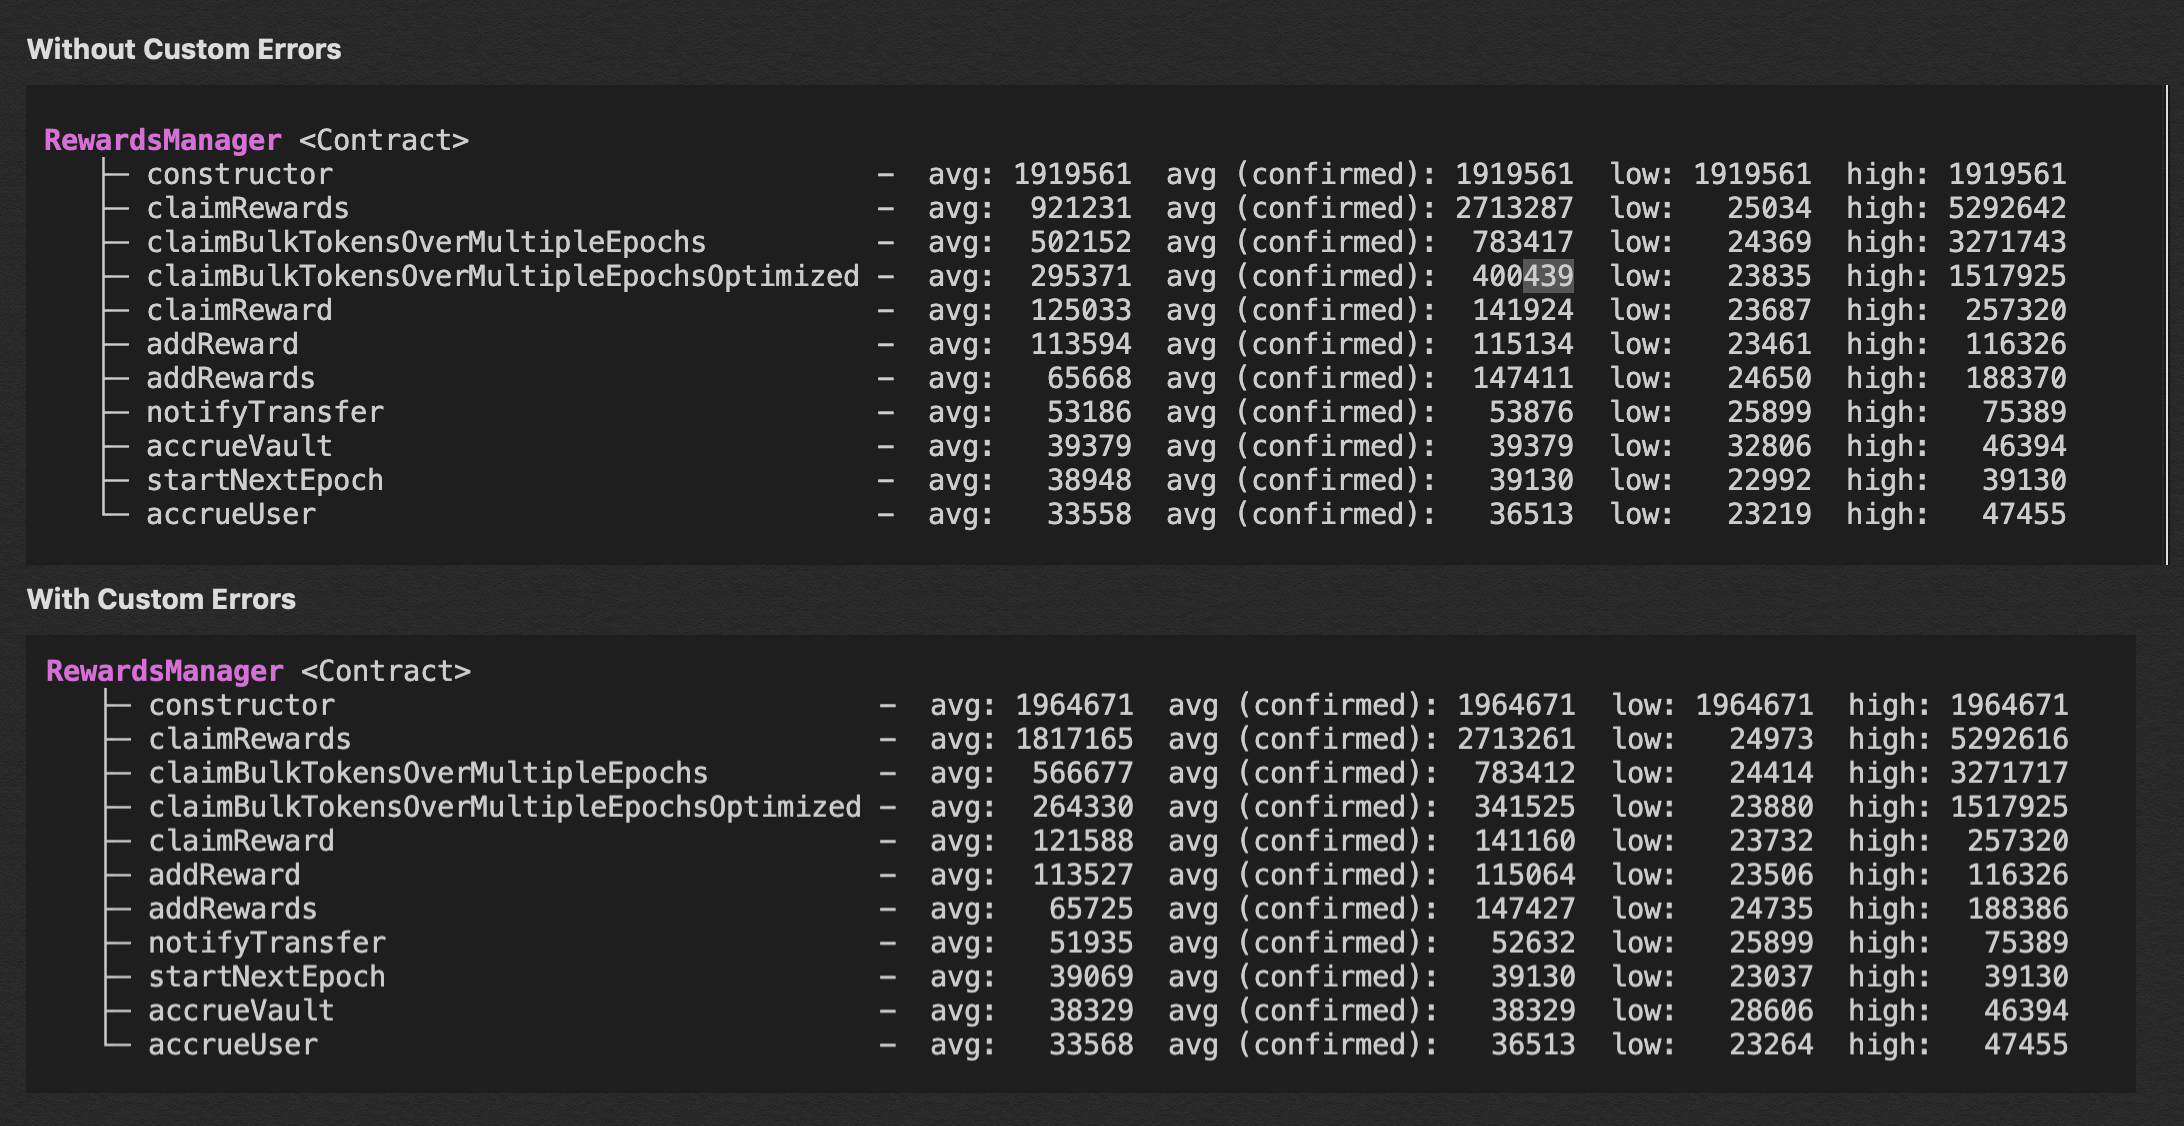 Without Custom Errors
RewardsManager <Contract>
├─ constructor - avg: 1919561 avg (confirmed): 1919561 low: 1919561 high: 1919561
├─ claimRewards - avg: 921231 avg (confirmed): 2713287 low: 25034 high: 5292642
├─ claimBulkTokensOverMultipleEpochs - avg: 502152 avg (confirmed): 783417 low: 24369 high: 3271743
├─ claimBulkTokensOverMultipleEpochsOptimized - avg: 295371 avg (confirmed): 400439 low: 23835 high: 1517925
├─ claimReward - avg: 125033 avg (confirmed): 141924 low: 23687 high: 257320
├─ addReward - avg: 113594 avg (confirmed): 115134 low: 23461 high: 116326
├─ addRewards - avg: 65668 avg (confirmed): 147411 low: 24650 high: 188370
├─ notifyTransfer - avg: 53186 avg (confirmed): 53876 low: 25899 high: 75389
├─ accrueVault - avg: 39379 avg (confirmed): 39379 low: 32806 high: 46394
├─ startNextEpoch - avg: 38948 avg (confirmed): 39130 low: 22992 high: 39130
└─ accrueUser - avg: 33558 avg (confirmed): 36513 low: 23219 high: 47455
With Custom Errors
RewardsManager <Contract>
├─ constructor - avg: 1964671 avg (confirmed): 1964671 low: 1964671 high: 1964671
├─ claimRewards - avg: 1817165 avg (confirmed): 2713261 low: 24973 high: 5292616
├─ claimBulkTokensOverMultipleEpochs - avg: 566677 avg (confirmed): 783412 low: 24414 high: 3271717
├─ claimBulkTokensOverMultipleEpochsOptimized - avg: 264330 avg (confirmed): 341525 low: 23880 high: 1517925
├─ claimReward - avg: 121588 avg (confirmed): 141160 low: 23732 high: 257320
├─ addReward - avg: 113527 avg (confirmed): 115064 low: 23506 high: 116326
├─ addRewards - avg: 65725 avg (confirmed): 147427 low: 24735 high: 188386
├─ notifyTransfer - avg: 51935 avg (confirmed): 52632 low: 25899 high: 75389
├─ startNextEpoch - avg: 39069 avg (confirmed): 39130 low: 23037 high: 39130
├─ accrueVault - avg: 38329 avg (confirmed): 38329 low: 28606 high: 46394
└─ accrueUser - avg: 33568 avg (confirmed): 36513 low: 23264 high: 47455